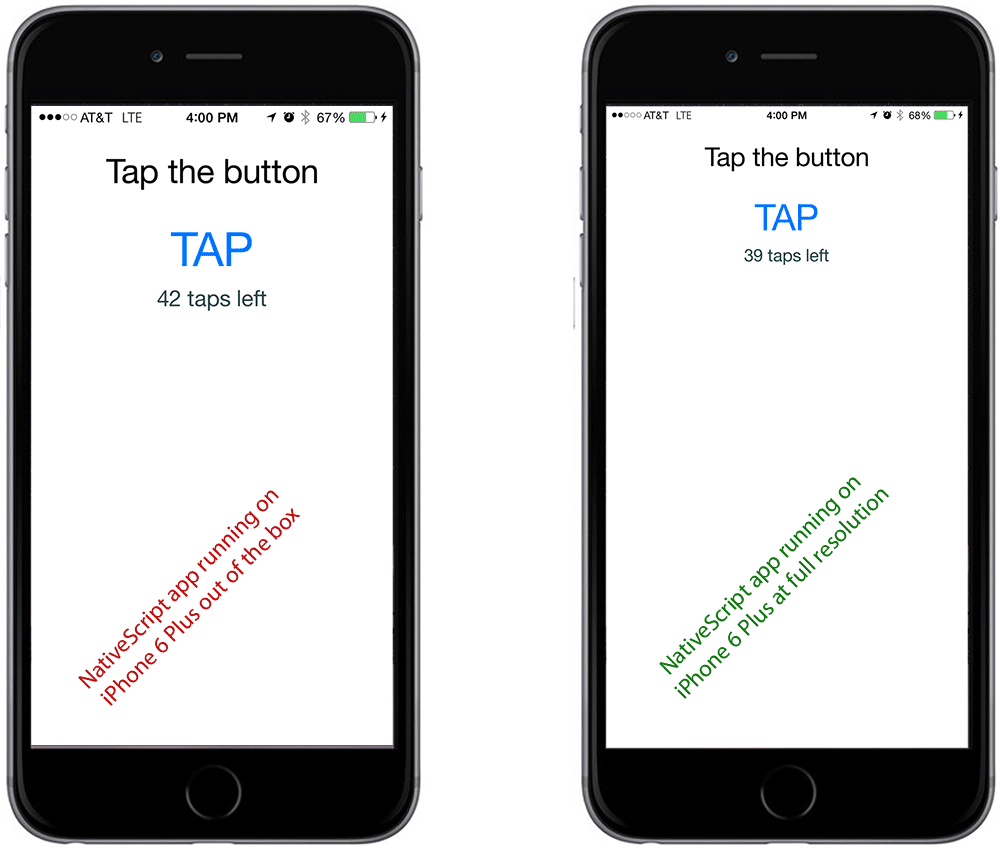 AT&T LTE 4:00 PM 67%
Tap the button
TAP
42 taps left
NativeScript app running on
iPhone 6 Plus out of the box
AT&T LTE 4:00 PM 68%
Tap the button
TAP
39 taps left
NativeScript app running on
iPhone 6 Plus at full resolution